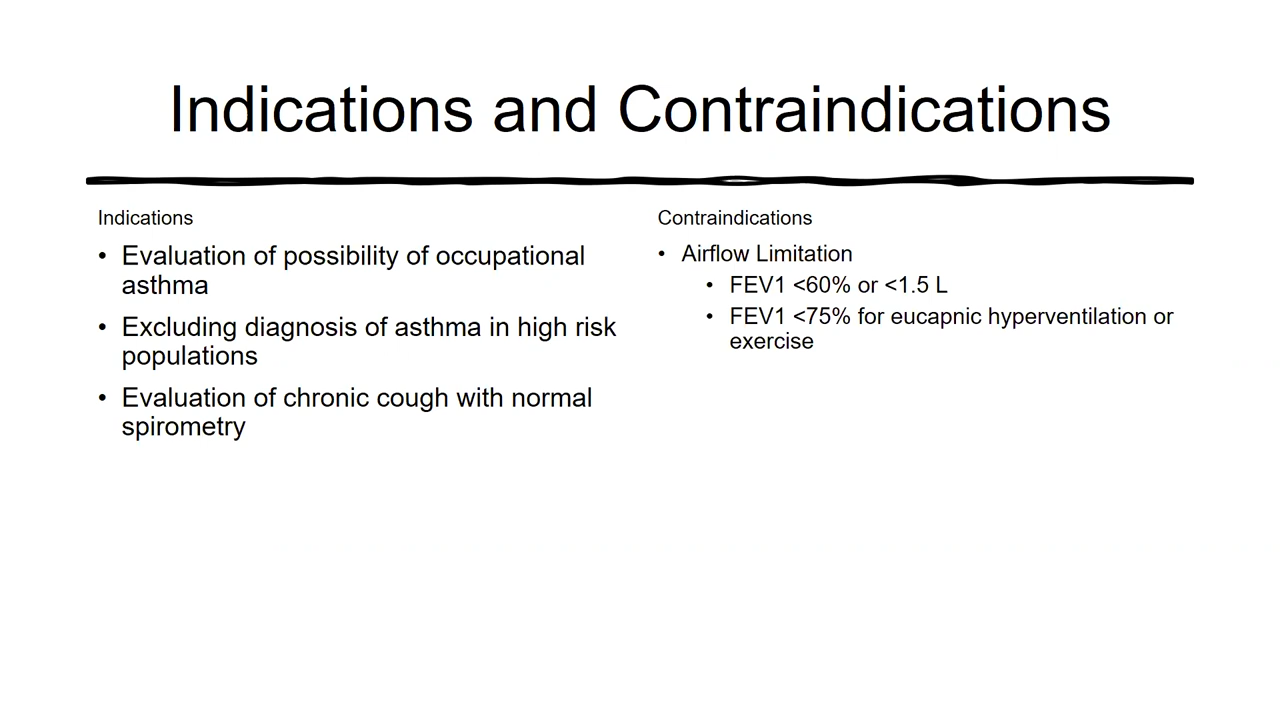 Indications and Contraindications
Indications
• Evaluation of possibility of occupational
asthma
• Excluding diagnosis of asthma in high risk
populations
• Evaluation of chronic cough with normal
spirometry
Contraindications
• Airflow Limitation
• FEV1 <60% or <1.5 L
• FEV1 <75% for eucapnic hyperventilation or
exercise